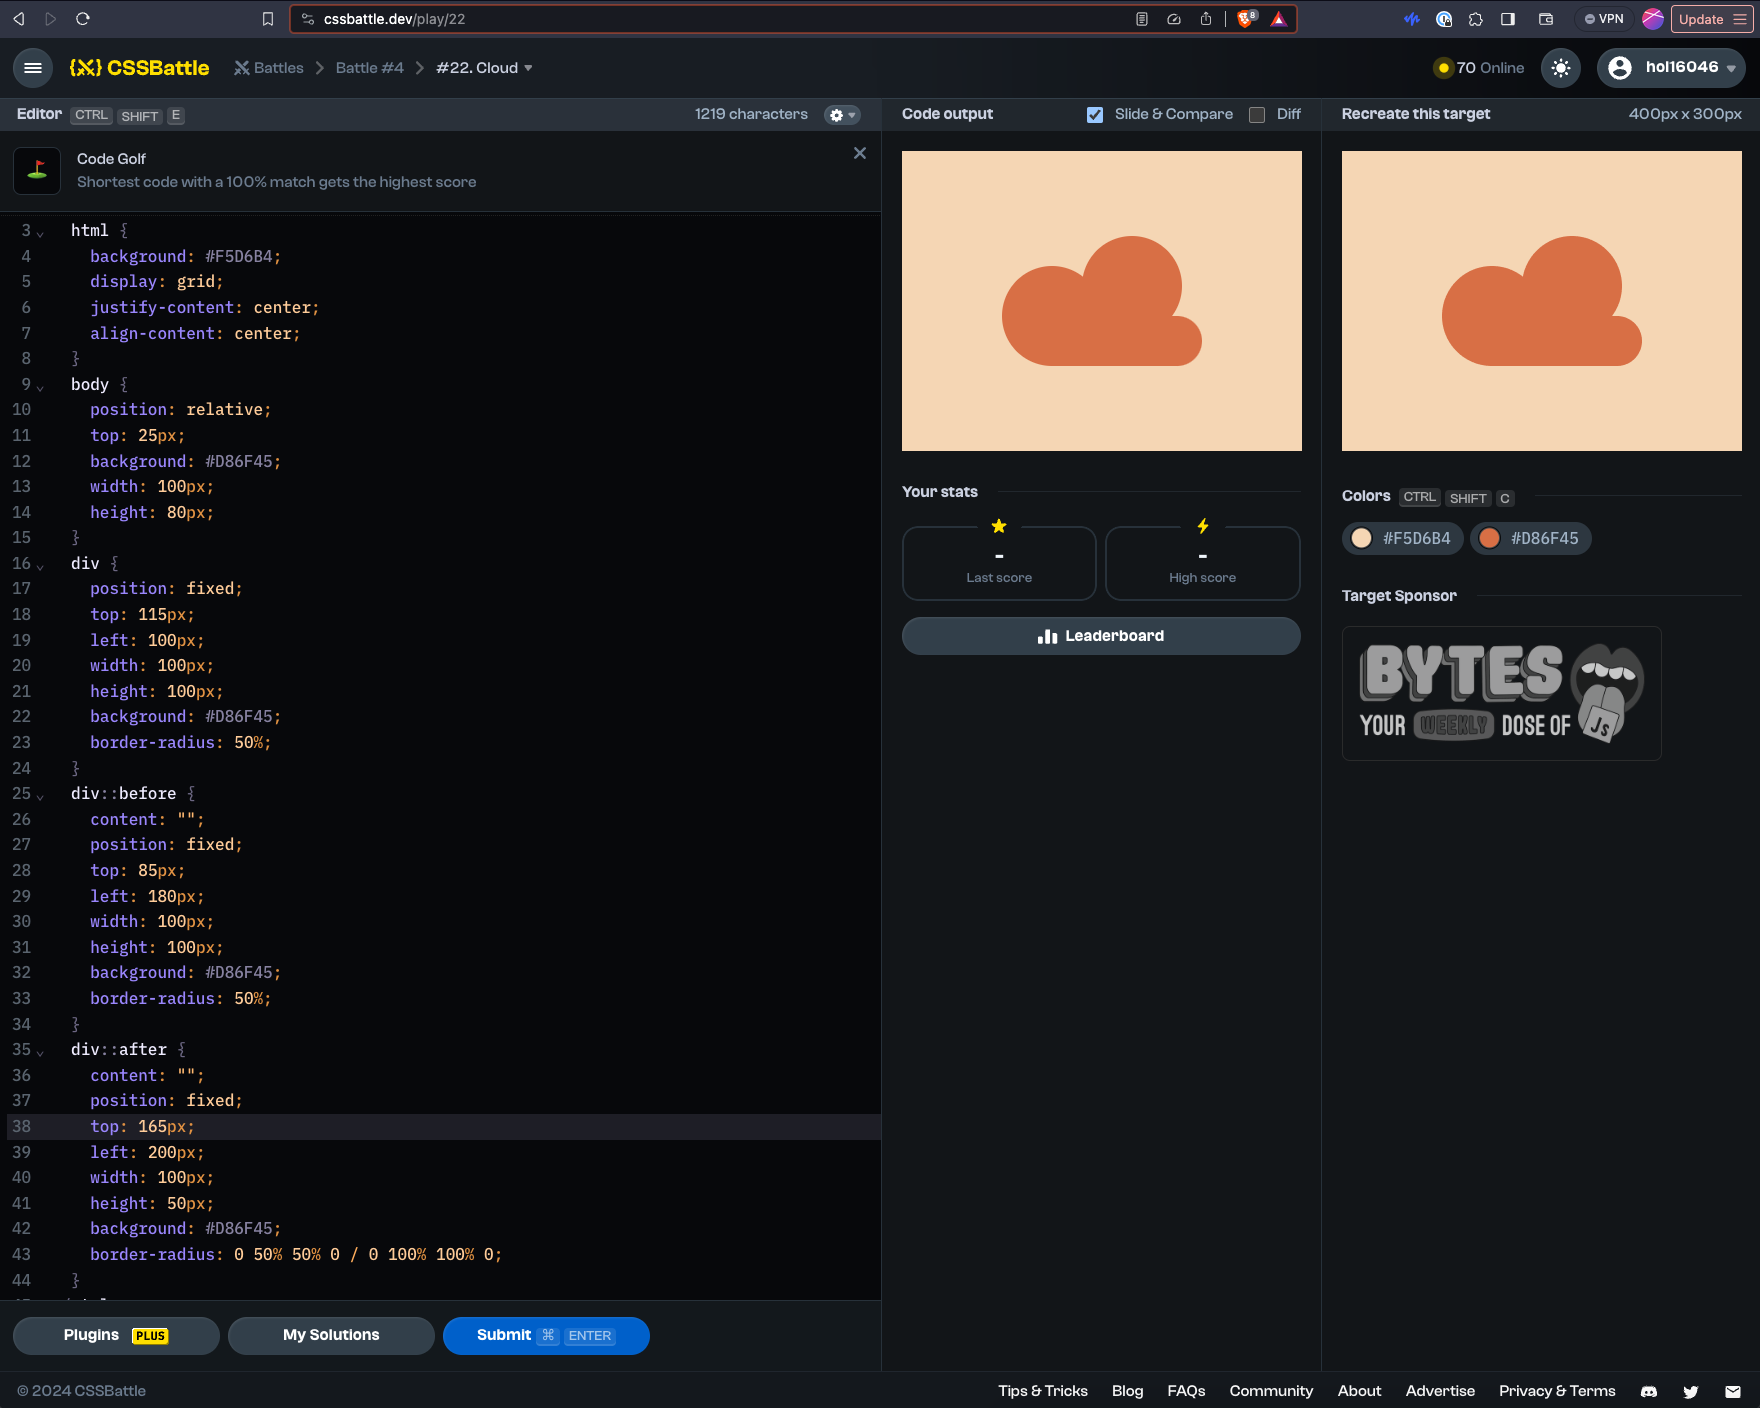 cssbattle.dev/play/22
8
VPN
Update
{X} CSSBattle
Battles
Battle #4
#22. Cloud
70 Online
hol16046
Editor CTRL SHIFT E
1219 characters
Code Golf
Shortest code with a 100% match gets the highest score
3 html {
4 background: #F5D6B4;
5 display: grid;
6 justify-content: center;
7 align-content: center;
8 }
9 body {
10 position: relative;
11 top: 25px;
12 background: #D86F45;
13 width: 100px;
14 height: 80px;
15 }
16 div {
17 position: fixed;
18 top: 115px;
19 left: 100px;
20 width: 100px;
21 height: 100px;
22 background: #D86F45;
23 border-radius: 50%;
24 }
25 div::before {
26 content: "";
27 position: fixed;
28 top: 85px;
29 left: 180px;
30 width: 100px;
31 height: 100px;
32 background: #D86F45;
33 border-radius: 50%;
34 }
35 div::after {
36 content: "";
37 position: fixed;
38 top: 165px;
39 left: 200px;
40 width: 100px;
41 height: 50px;
42 background: #D86F45;
43 border-radius: 0 50% 50% 0 / 0 100% 100% 0;
44 }
Plugins PLUS
My Solutions
Submit ⌘ ENTER
Code output
Slide & Compare
Diff
Your stats
-
Last score
-
High score
Leaderboard
Recreate this target
400px x 300px
Colors CTRL SHIFT C
#F5D6B4
#D86F45
Target Sponsor
BYTES
YOUR WEEKLY DOSE OF
JS
© 2024 CSSBattle
Tips & Tricks
Blog
FAQs
Community
About
Advertise
Privacy & Terms